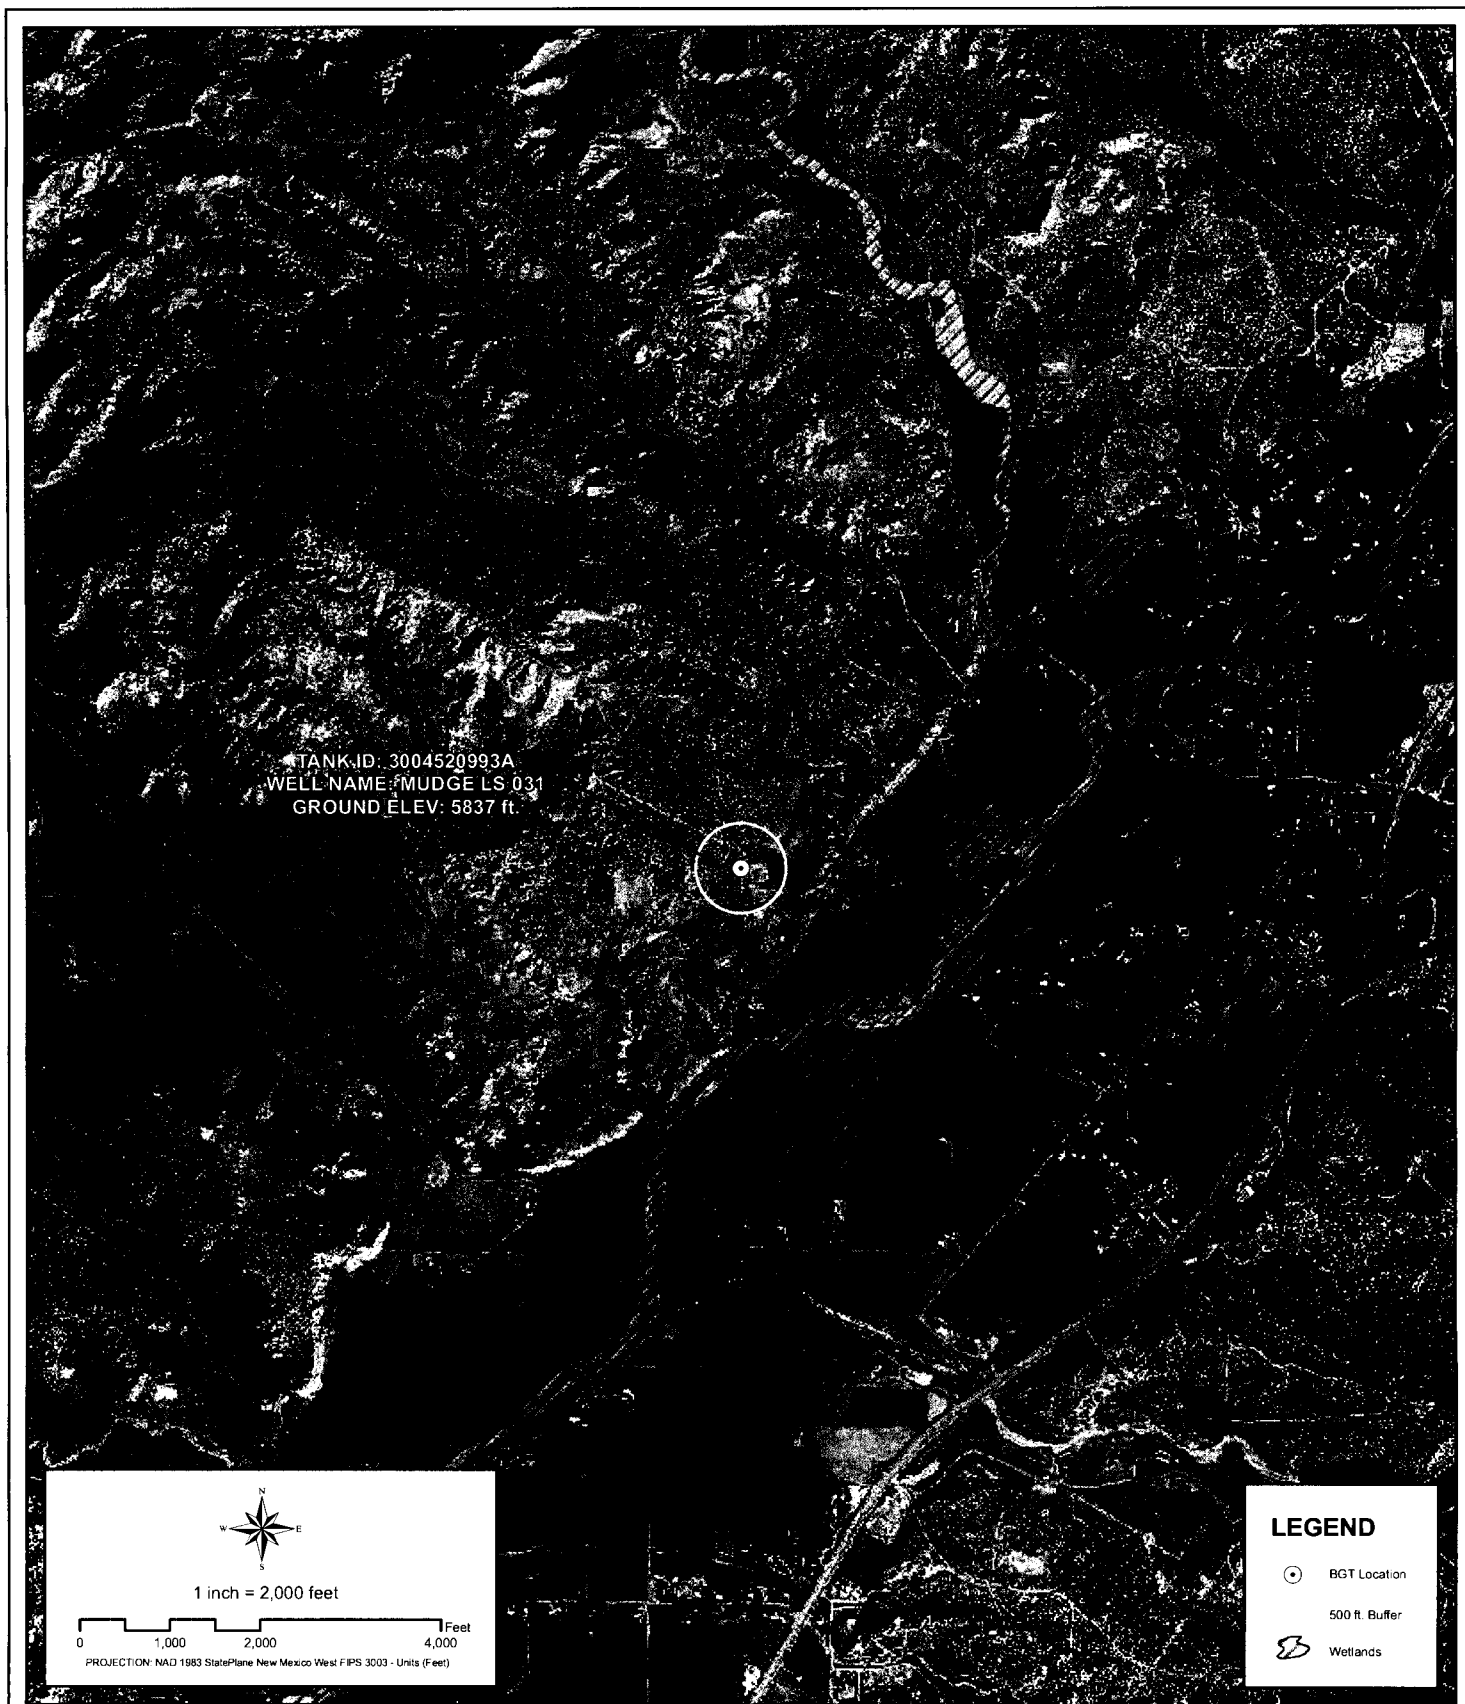 TANK ID: 3004520993A
WELL NAME: MUDGE LS 031
GROUND ELEV: 5837 ft.
N
W
E
S
1 inch = 2,000 feet
Feet
0
1,000
2,000
4,000
PROJECTION: NAD 1983 StatePlane New Mexico West FIPS 3003 - Units (Feet)
LEGEND
BGT Location
500 ft. Buffer
Wetlands